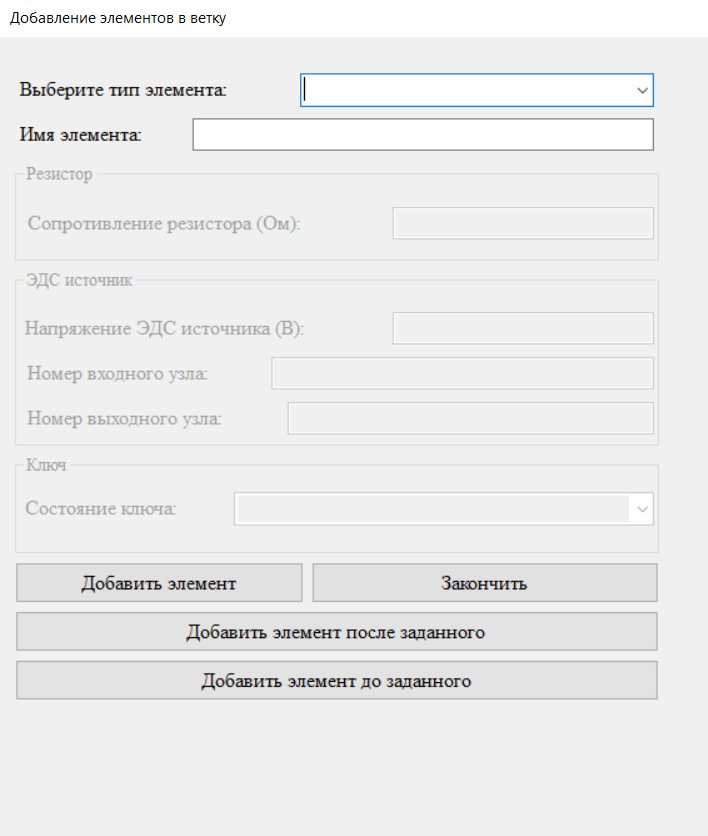 Добавление элементов в ветку
Выберите тип элемента:
Имя элемента:
Резистор
Сопротивление резистора (Ом):
ЭДС источник
Напряжение ЭДС источника (В):
Номер входного узла:
Номер выходного узла:
Ключ
Состояние ключа:
Добавить элемент Закончить
Добавить элемент после заданного
Добавить элемент до заданного